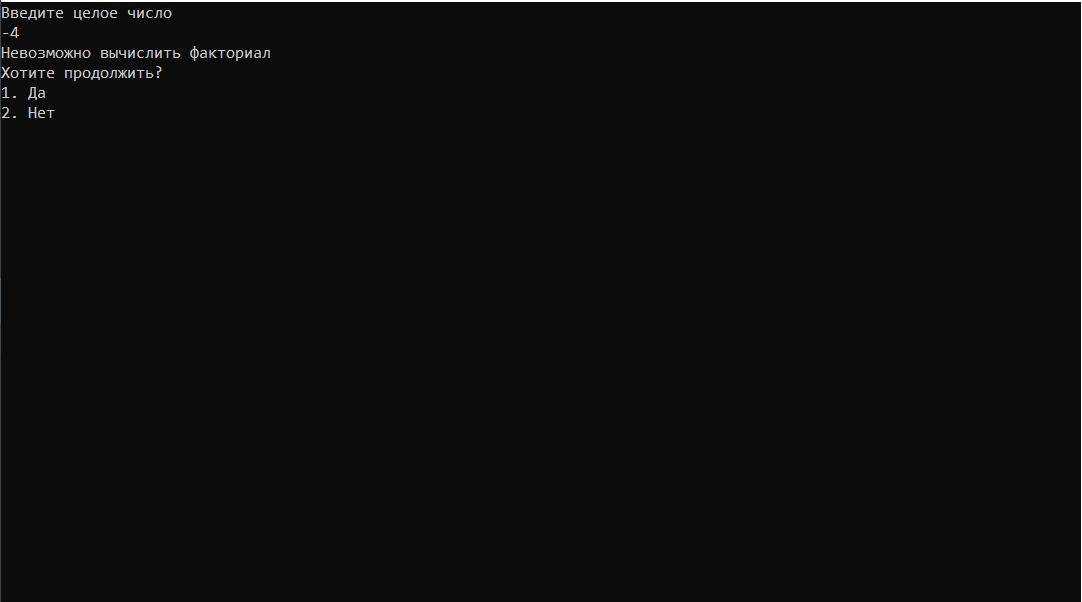 Введите целое число
-4
Невозможно вычислить факториал
Хотите продолжить?
1. Да
2. Нет